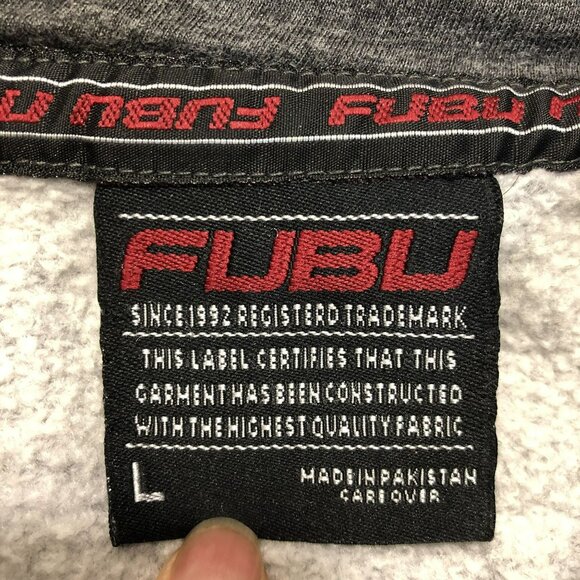 FUBU FUBU
FUBU
SINCE 1992 REGISTERD TRADEMARK
THIS LABEL CERTIFIES THAT THIS
GARMENT HAS BEEN CONSTRUCTED
WITH THE HIGHEST QUALITY FABRIC
L
MADE IN PAKISTAN
CARE OVER